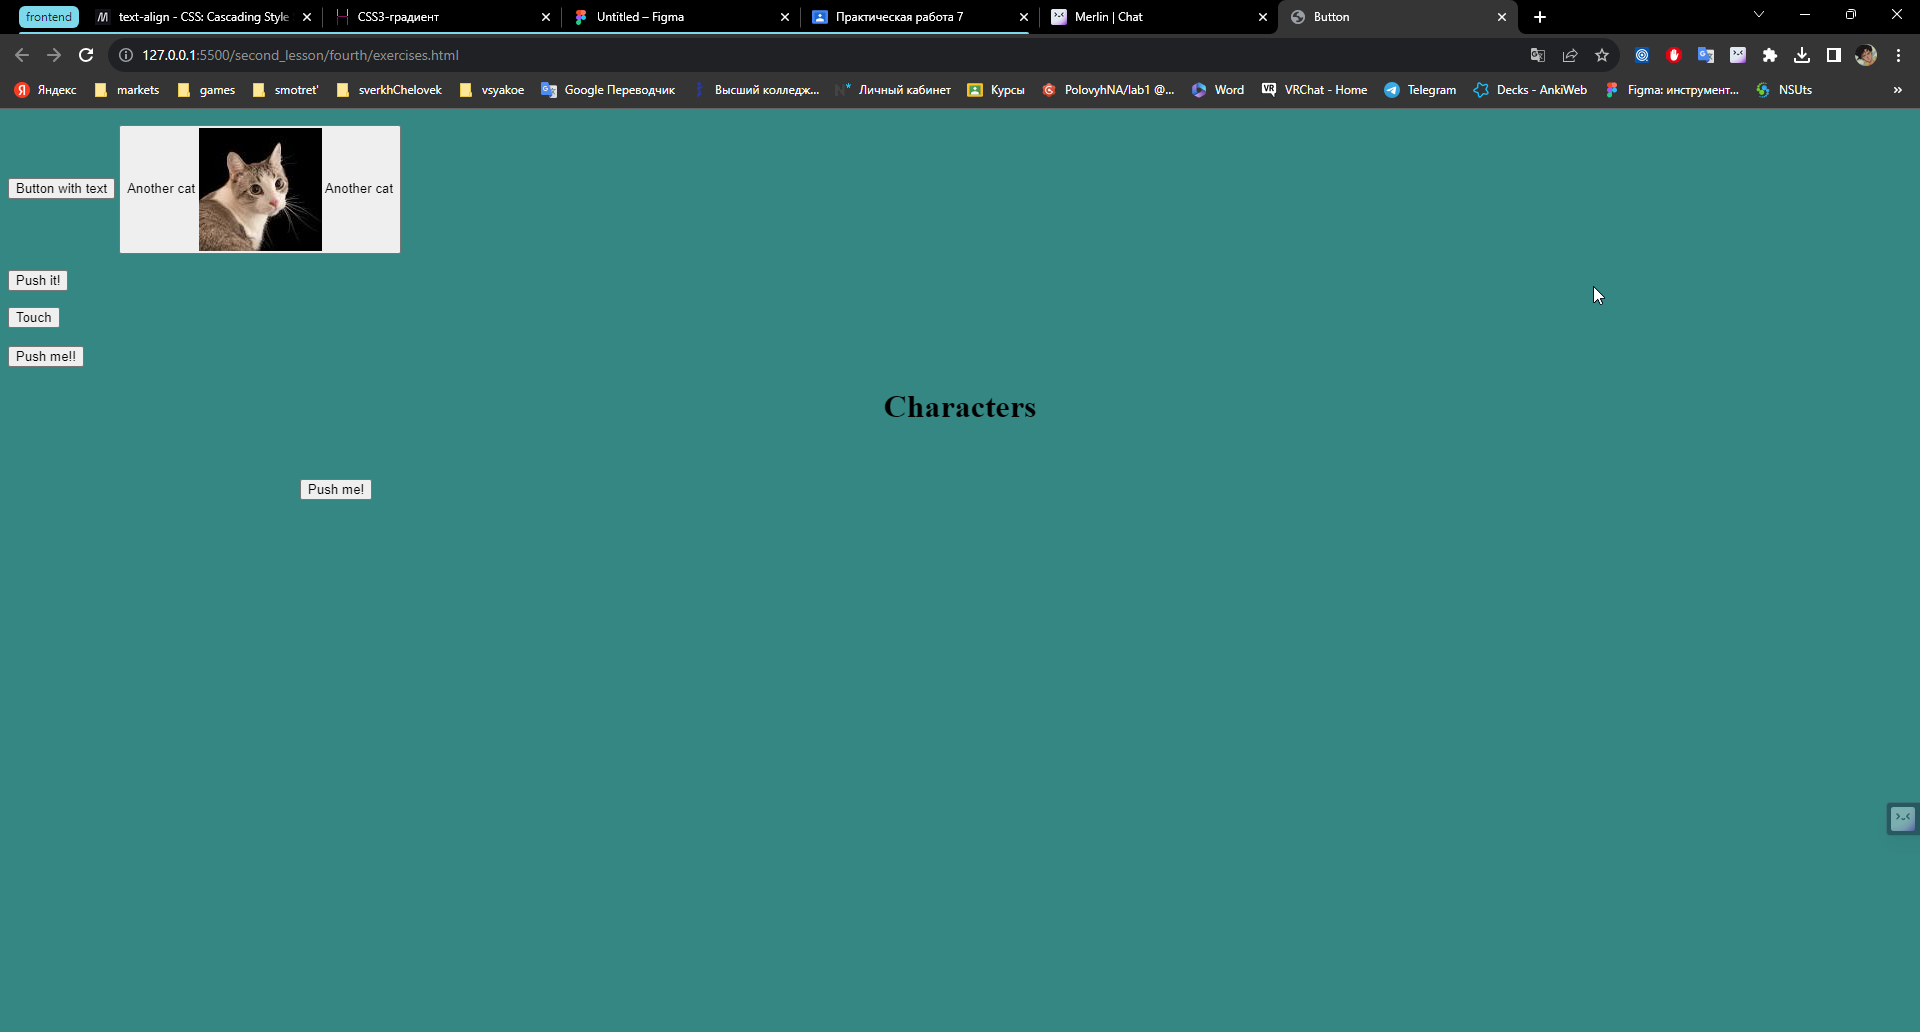 frontend
text-align - CSS: Cascading Style
CSS3-градиент
Untitled – Figma
Практическая работа 7
Merlin | Chat
Button
127.0.0.1:5500/second_lesson/fourth/exercises.html
Яндекс
markets
games
smotret'
sverkhChelovek
vsyakoe
Google Переводчик
Высший колледж...
Личный кабинет
Курсы
PolovyhNA/lab1 @...
Word
VRChat - Home
Telegram
Decks - AnkiWeb
Figma: инструмент...
NSUts
Button with text
Another cat
Another cat
Push it!
Touch
Push me!!
Characters
Push me!